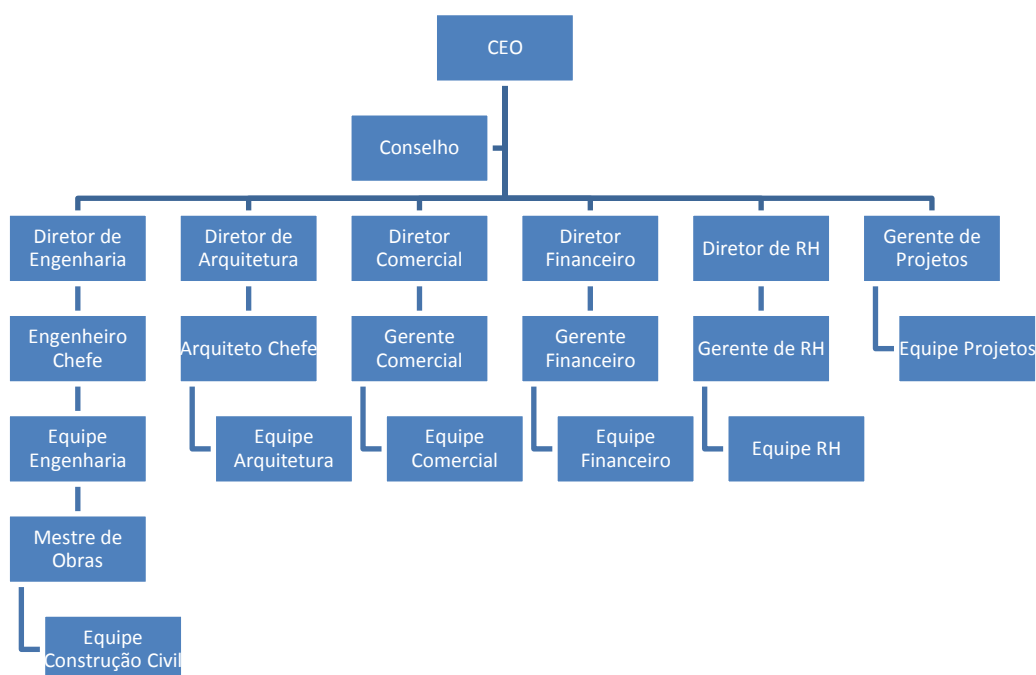 CEO
Conselho
Diretor de
Engenharia
Diretor de
Arquitetura
Diretor
Comercial
Diretor
Financeiro
Diretor de RH
Gerente de
Projetos
Engenheiro
Chefe
Arquiteto Chefe
Gerente
Comercial
Gerente
Financeiro
Gerente de RH
Equipe Projetos
Equipe
Engenharia
Equipe
Arquitetura
Equipe
Comercial
Equipe
Financeiro
Equipe RH
Mestre de
Obras
Equipe
Construção Civil